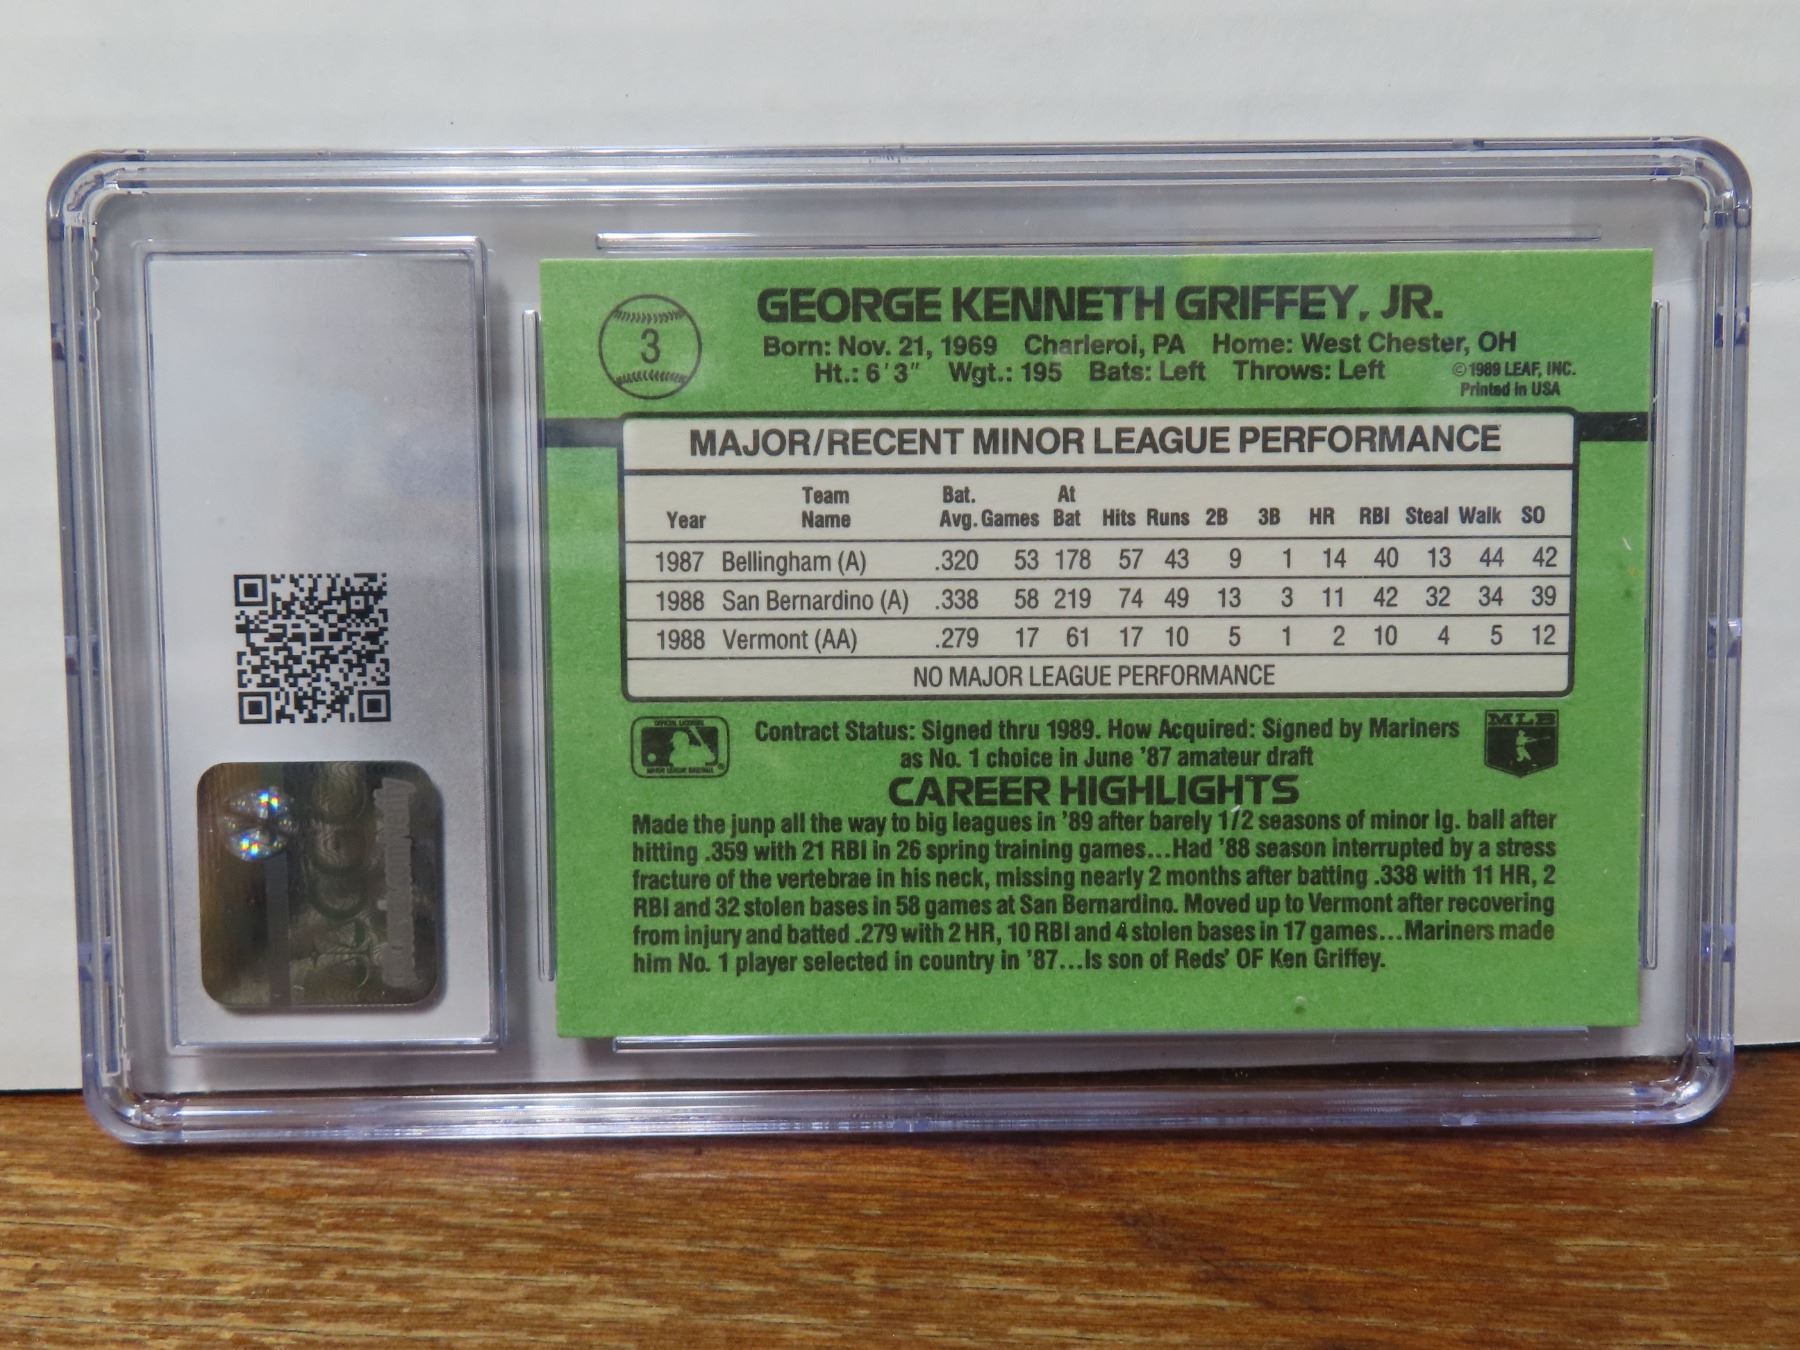 3
GEORGE KENNETH GRIFFEY, JR.
Born: Nov. 21, 1969 Charleroi, PA Home: West Chester, OH
Ht.: 6'3" Wgt.: 195 Bats: Left Throws: Left
©1989 LEAF, INC.
Printed in USA
MAJOR/RECENT MINOR LEAGUE PERFORMANCE
Year Team Name Bat. Avg. Games At Bat Hits Runs 2B 3B HR RBI Steal Walk SO
1987 Bellingham (A) .320 53 178 57 43 9 1 14 40 13 44 42
1988 San Bernardino (A) .338 58 219 74 49 13 3 11 42 32 34 39
1988 Vermont (AA) .279 17 61 17 10 5 1 2 10 4 5 12
NO MAJOR LEAGUE PERFORMANCE
Contract Status: Signed thru 1989. How Acquired: Signed by Mariners
as No. 1 choice in June '87 amateur draft
MLB
CAREER HIGHLIGHTS
Made the junp all the way to big leagues in '89 after barely 1/2 seasons of minor lg. ball after
hitting .359 with 21 RBI in 26 spring training games...Had '88 season interrupted by a stress
fracture of the vertebrae in his neck, missing nearly 2 months after batting .338 with 11 HR, 2
RBI and 32 stolen bases in 58 games at San Bernardino. Moved up to Vermont after recovering
from injury and batted .279 with 2 HR, 10 RBI and 4 stolen bases in 17 games...Mariners made
him No. 1 player selected in country in '87...Is son of Reds' OF Ken Griffey.